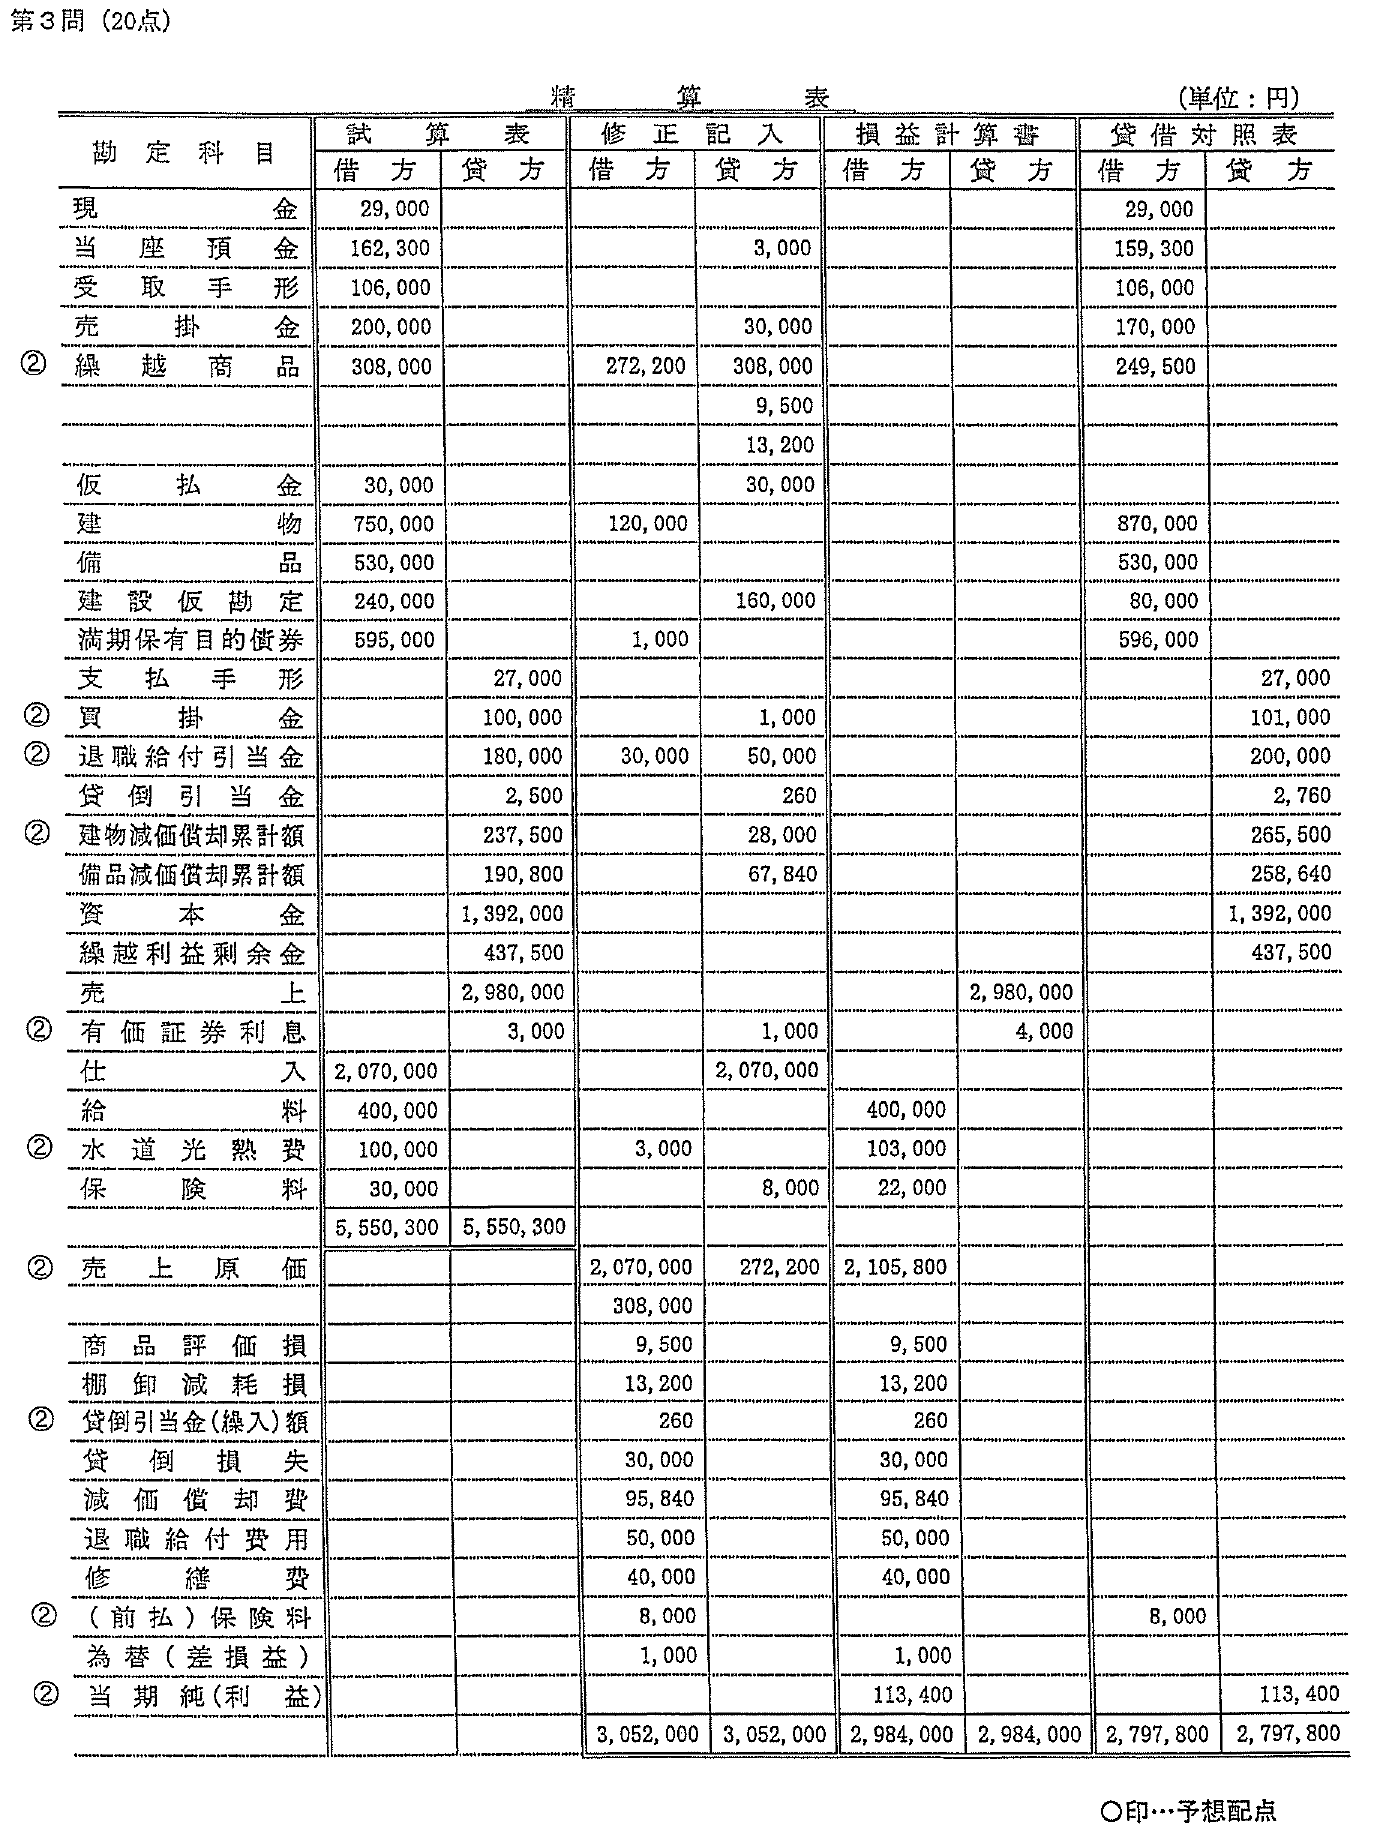 第3問 (20点)
精算表 (単位：円)
勘定科目 試算表 修正記入 損益計算書 貸借対照表
借方 貸方 借方 貸方 借方 貸方 借方 貸方
現金 29,000 29,000
当座預金 162,300 3,000 159,300
受取手形 106,000 106,000
売掛金 200,000 30,000 170,000
② 繰越商品 308,000 272,200 308,000 249,500
9,500
13,200
仮払金 30,000 30,000
建物 750,000 120,000 870,000
備品 530,000 530,000
建設仮勘定 240,000 160,000 80,000
満期保有目的債券 595,000 1,000 596,000
支払手形 27,000 27,000
② 買掛金 100,000 1,000 101,000
② 退職給付引当金 180,000 30,000 50,000 200,000
貸倒引当金 2,500 260 2,760
② 建物減価償却累計額 237,500 28,000 265,500
備品減価償却累計額 190,800 67,840 258,640
資本金 1,392,000 1,392,000
繰越利益剰余金 437,500 437,500
売上 2,980,000 2,980,000
② 有価証券利息 3,000 1,000 4,000
仕入 2,070,000 2,070,000
給料 400,000 400,000
② 水道光熱費 100,000 3,000 103,000
保険料 30,000 8,000 22,000
5,550,300 5,550,300
② 売上原価 2,070,000 272,200 2,105,800
308,000
商品評価損 9,500 9,500
棚卸減耗損 13,200 13,200
② 貸倒引当金(繰入)額 260 260
貸倒損失 30,000 30,000
減価償却費 95,840 95,840
退職給付費用 50,000 50,000
修繕費 40,000 40,000
② (前払)保険料 8,000 8,000
為替(差損益) 1,000 1,000
② 当期純(利益) 113,400 113,400
3,052,000 3,052,000 2,984,000 2,984,000 2,797,800 2,797,800
○印…予想配点